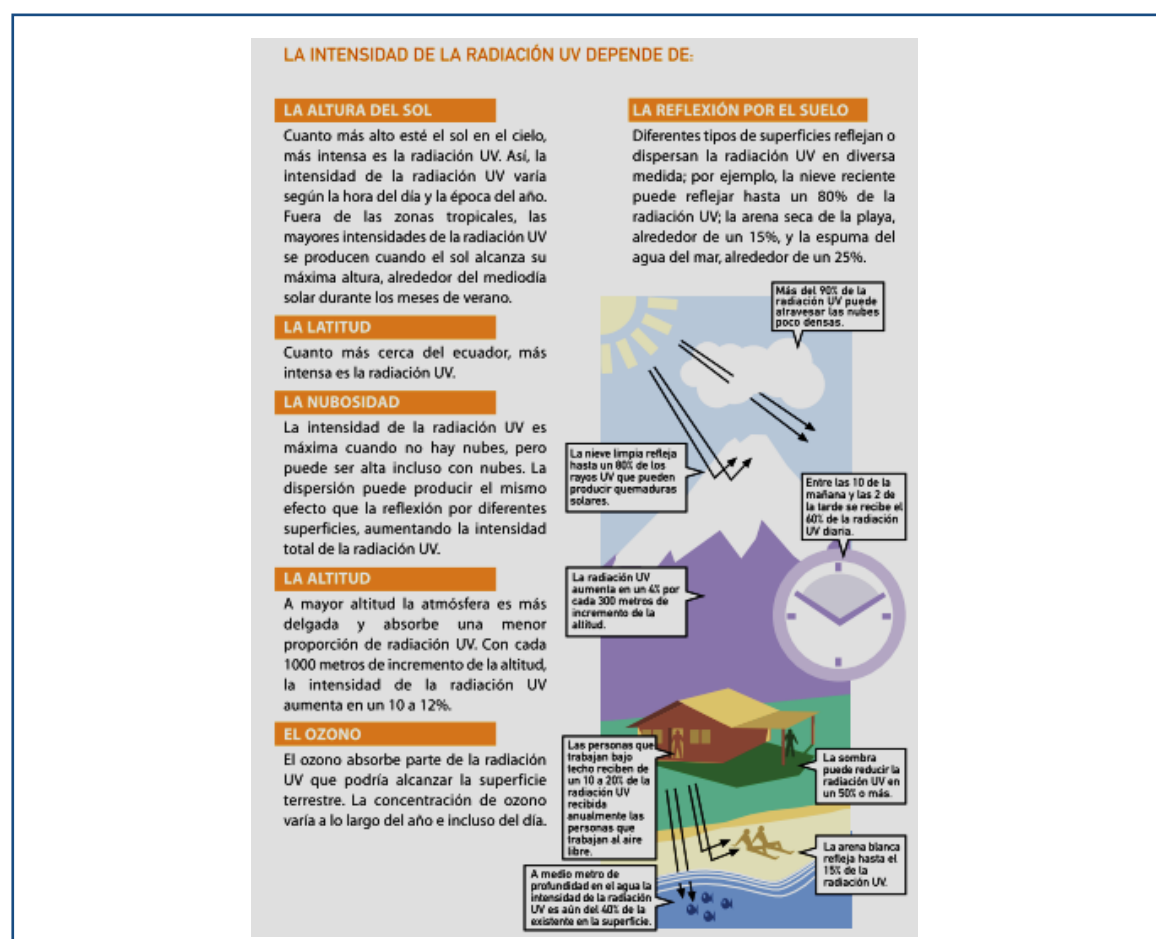 LA INTENSIDAD DE LA RADIACIÓN UV DEPENDE DE:
LA ALTURA DEL SOL
Cuanto más alto esté el sol en el cielo,
más intensa es la radiación UV. Así, la
intensidad de la radiación UV varía
según la hora del día y la época del año.
Fuera de las zonas tropicales, las
mayores intensidades de la radiación UV
se producen cuando el sol alcanza su
máxima altura, alrededor del mediodía
solar durante los meses de verano.
LA LATITUD
Cuanto más cerca del ecuador, más
intensa es la radiación UV.
LA NUBOSIDAD
La intensidad de la radiación UV es
máxima cuando no hay nubes, pero
puede ser alta incluso con nubes. La
dispersión puede producir el mismo
efecto que la reflexión por diferentes
superficies, aumentando la intensidad
total de la radiación UV.
LA ALTITUD
A mayor altitud la atmósfera es más
delgada y absorbe una menor
proporción de radiación UV. Con cada
1000 metros de incremento de la altitud,
la intensidad de la radiación UV
aumenta en un 10 a 12%.
EL OZONO
El ozono absorbe parte de la radiación
UV que podría alcanzar la superficie
terrestre. La concentración de ozono
varía a lo largo del año e incluso del día.
LA REFLEXIÓN POR EL SUELO
Diferentes tipos de superficies reflejan o
dispersan la radiación UV en diversa
medida; por ejemplo, la nieve reciente
puede reflejar hasta un 80% de la
radiación UV; la arena seca de la playa,
alrededor de un 15%, y la espuma del
agua del mar, alrededor de un 25%.
Más del 90% de la
radiación UV puede
atravesar las nubes
poco densas.
La nieve limpia refleja
hasta un 80% de los
rayos UV que pueden
producir quemaduras
solares.
Entre las 10 de la
mañana y las 2 de
la tarde se recibe el
60% de la radiación
UV diaria.
La radiación UV
aumenta en un 4% por
cada 300 metros de
incremento de la
altitud.
Las personas que
trabajan bajo
techo reciben de
un 10 a 20% de la
radiación UV
recibida
anualmente las
personas que
trabajan al aire
libre.
La sombra
puede reducir la
radiación UV en
un 50% o más.
La arena blanca
refleja hasta el
15% de la
radiación UV.
A medio metro de
profundidad en el agua la
intensidad de la radiación
UV es aún del 40% de la
existente en la superficie.